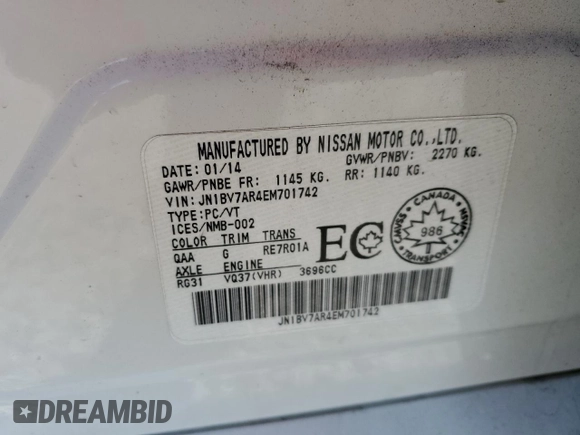 MANUFACTURED BY NISSAN MOTOR CO.,LTD.
DATE: 01/14 GVWR/PNBV: 2270 KG.
GAWR/PNBE FR: 1145 KG. RR: 1140 KG.
VIN: JN1BV7AR4EM701742
TYPE: PC/VT
ICES/NMB-002
COLOR TRIM TRANS
QAA G RE7R01A
AXLE ENGINE
RG31 VQ37(VHR) 3696CC
EC
CANADA
CMVSS
986
NSVAC
TRANSPORT
JN1BV7AR4EM701742
DREAMBID